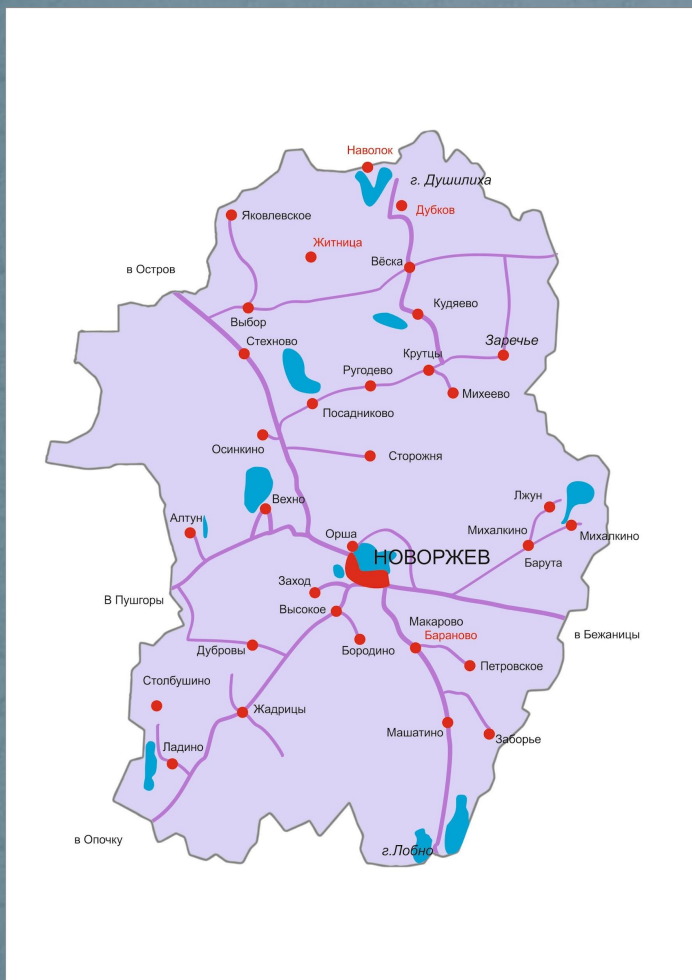 Наволок
г. Душилиха
Дубков
Яковлевское
Житница
Вёска
в Остров
Кудяево
Выбор
Стехново
Заречье
Крутцы
Ругодево
Михеево
Посадниково
Осинкино
Сторожня
Вехно
Лжун
Алтун
Орша
Михалкино
Михалкино
НОВОРЖЕВ
Барута
Заход
В Пушгоры
Высокое
Макарово
Бараново
в Бежаницы
Дубровы
Бородино
Петровское
Столбушино
Жадрицы
Машатино
Заборье
Ладино
в Опочку
г.Лобно